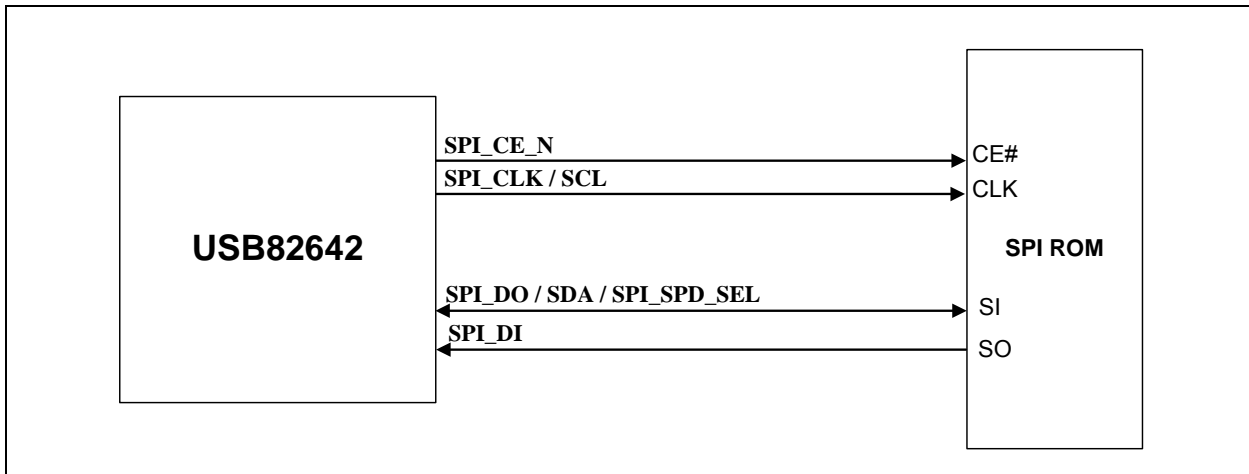 SPI_CE_N
CE#
SPI_CLK / SCL
CLK
USB82642
SPI ROM
SPI_DO / SDA / SPI_SPD_SEL
SI
SPI_DI
SO